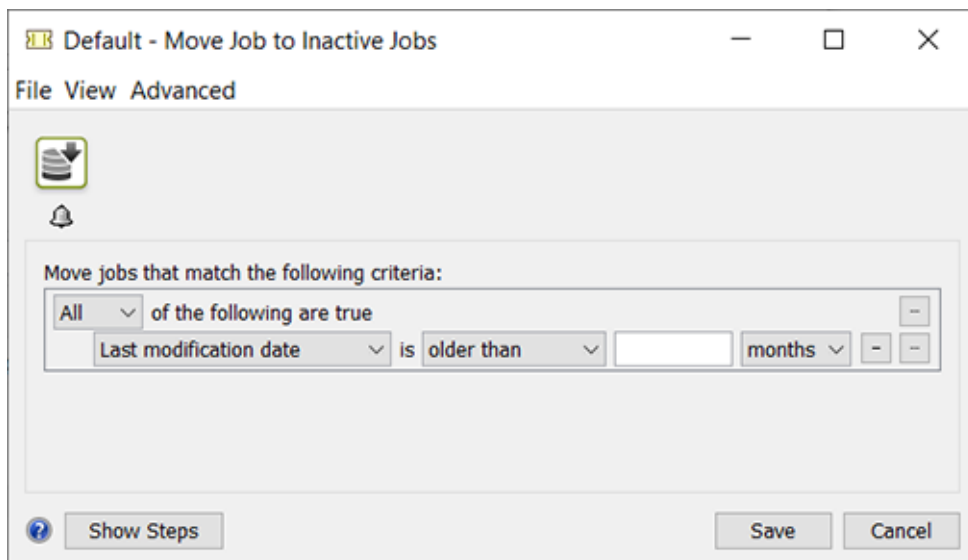 Default - Move Job to Inactive Jobs
File View Advanced
Move jobs that match the following criteria:
All of the following are true
Last modification date is older than months
Show Steps Save Cancel